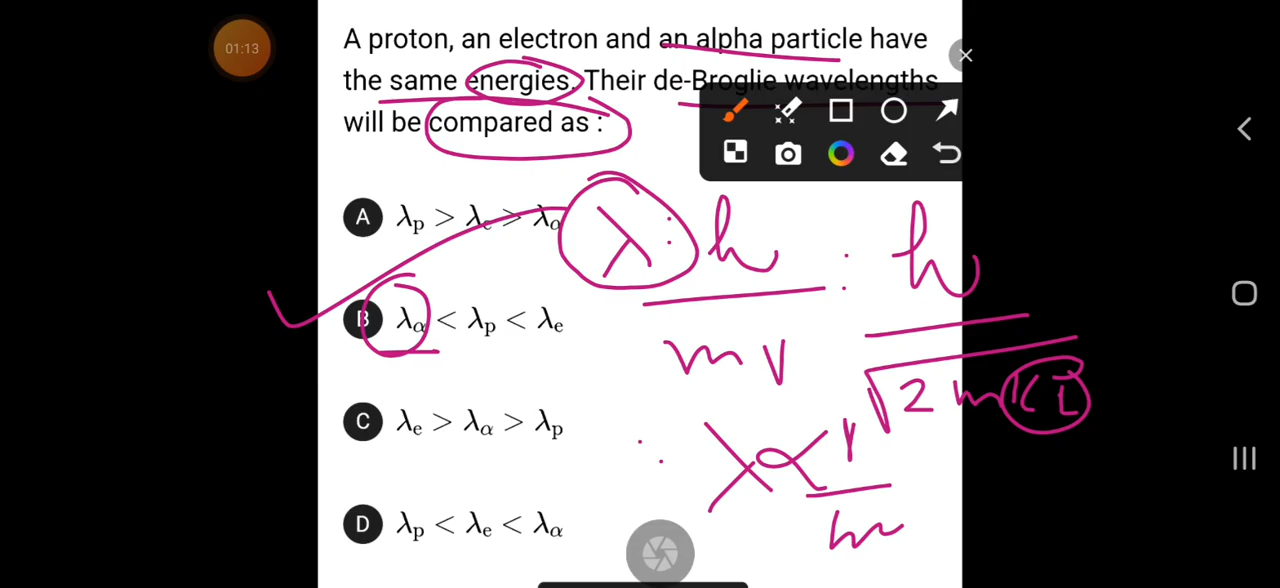 01:13
A proton, an electron and an alpha particle have
the same energies. Their de-Broglie wavelengths
will be compared as :
A λp > λe > λα
B λα < λp < λe
C λe > λα > λp
D λp < λe < λα
λ : h / mv : h / √2mKE
∴ λ ∝ 1 / m